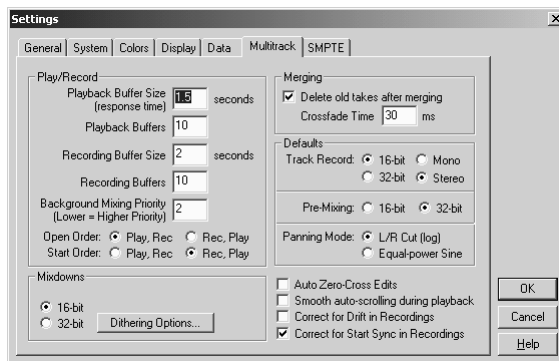 Settings
General System Colors Display Data Multitrack SMPTE
Play/Record
Playback Buffer Size
(response time)
1.5 seconds
Playback Buffers 10
Recording Buffer Size 2 seconds
Recording Buffers 10
Background Mixing Priority
(Lower = Higher Priority)
2
Open Order: Play, Rec Rec, Play
Start Order: Play, Rec Rec, Play
Mixdowns
16-bit
32-bit Dithering Options...
Merging
Delete old takes after merging
Crossfade Time 30 ms
Defaults
Track Record: 16-bit Mono
32-bit Stereo
Pre-Mixing: 16-bit 32-bit
Panning Mode: L/R Cut (log)
Equal-power Sine
Auto Zero-Cross Edits
Smooth auto-scrolling during playback
Correct for Drift in Recordings
Correct for Start Sync in Recordings
OK
Cancel
Help